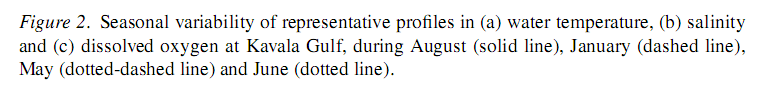 Figure 2. Seasonal variability of representative profiles in (a) water temperature, (b) salinity
and (c) dissolved oxygen at Kavala Gulf, during August (solid line), January (dashed line),
May (dotted-dashed line) and June (dotted line).